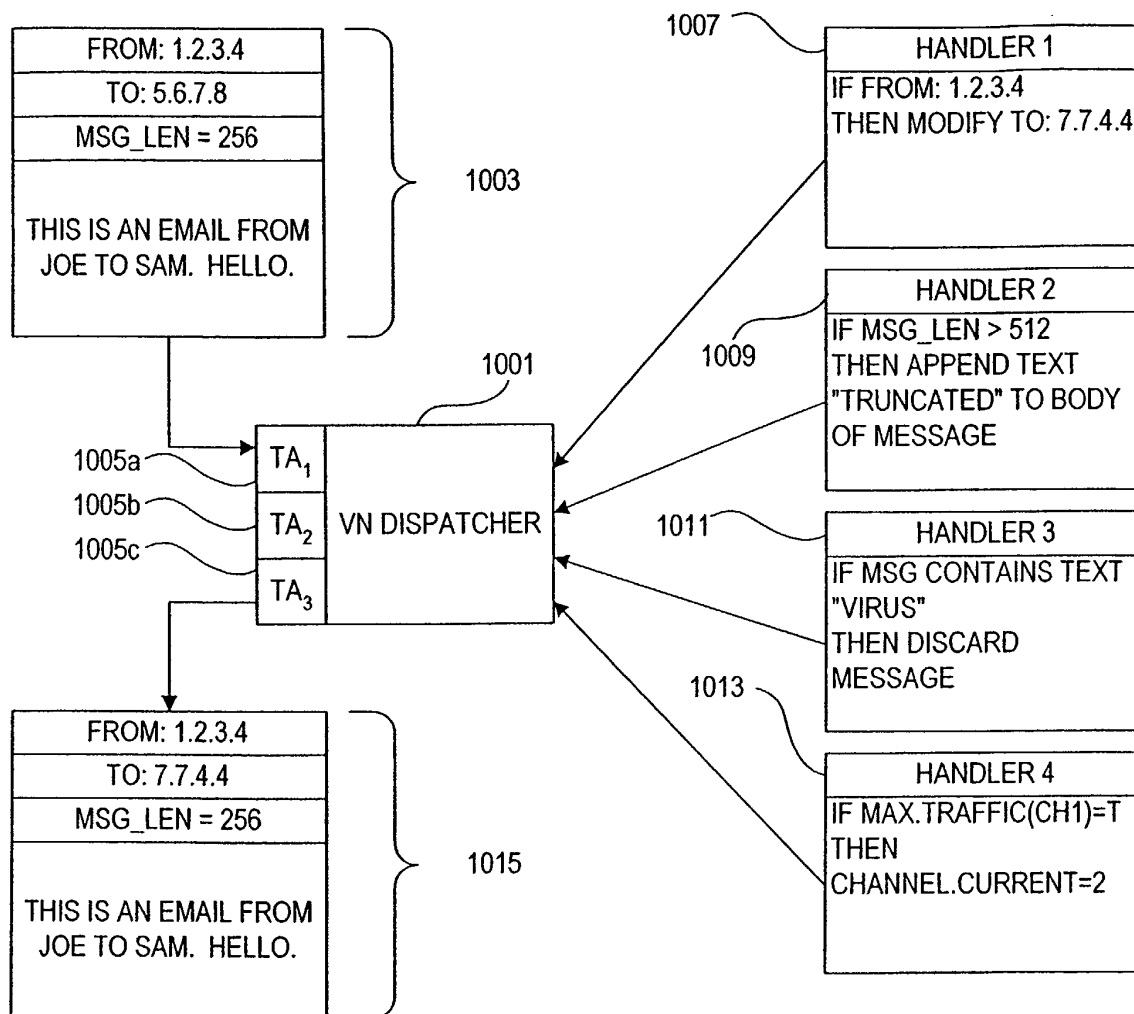 FROM: 1.2.3.4
TO: 5.6.7.8
MSG_LEN = 256
THIS IS AN EMAIL FROM
JOE TO SAM. HELLO.
1003
1007
HANDLER 1
IF FROM: 1.2.3.4
THEN MODIFY TO: 7.7.4.4
1009
HANDLER 2
IF MSG_LEN > 512
THEN APPEND TEXT
"TRUNCATED" TO BODY
OF MESSAGE
1001
1005a
1005b
1005c
TA1
TA2
TA3
VN DISPATCHER
1011
HANDLER 3
IF MSG CONTAINS TEXT
"VIRUS"
THEN DISCARD
MESSAGE
1013
HANDLER 4
IF MAX.TRAFFIC(CH1)=T
THEN
CHANNEL.CURRENT=2
FROM: 1.2.3.4
TO: 7.7.4.4
MSG_LEN = 256
THIS IS AN EMAIL FROM
JOE TO SAM. HELLO.
1015